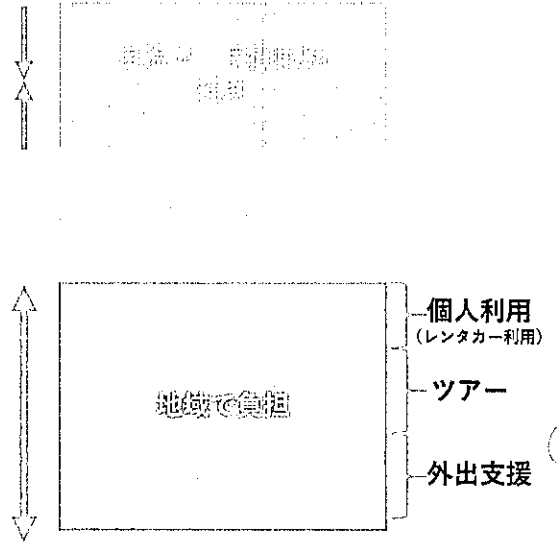 個人利用
(レンタカー利用)
ツアー
地域で負担
外出支援